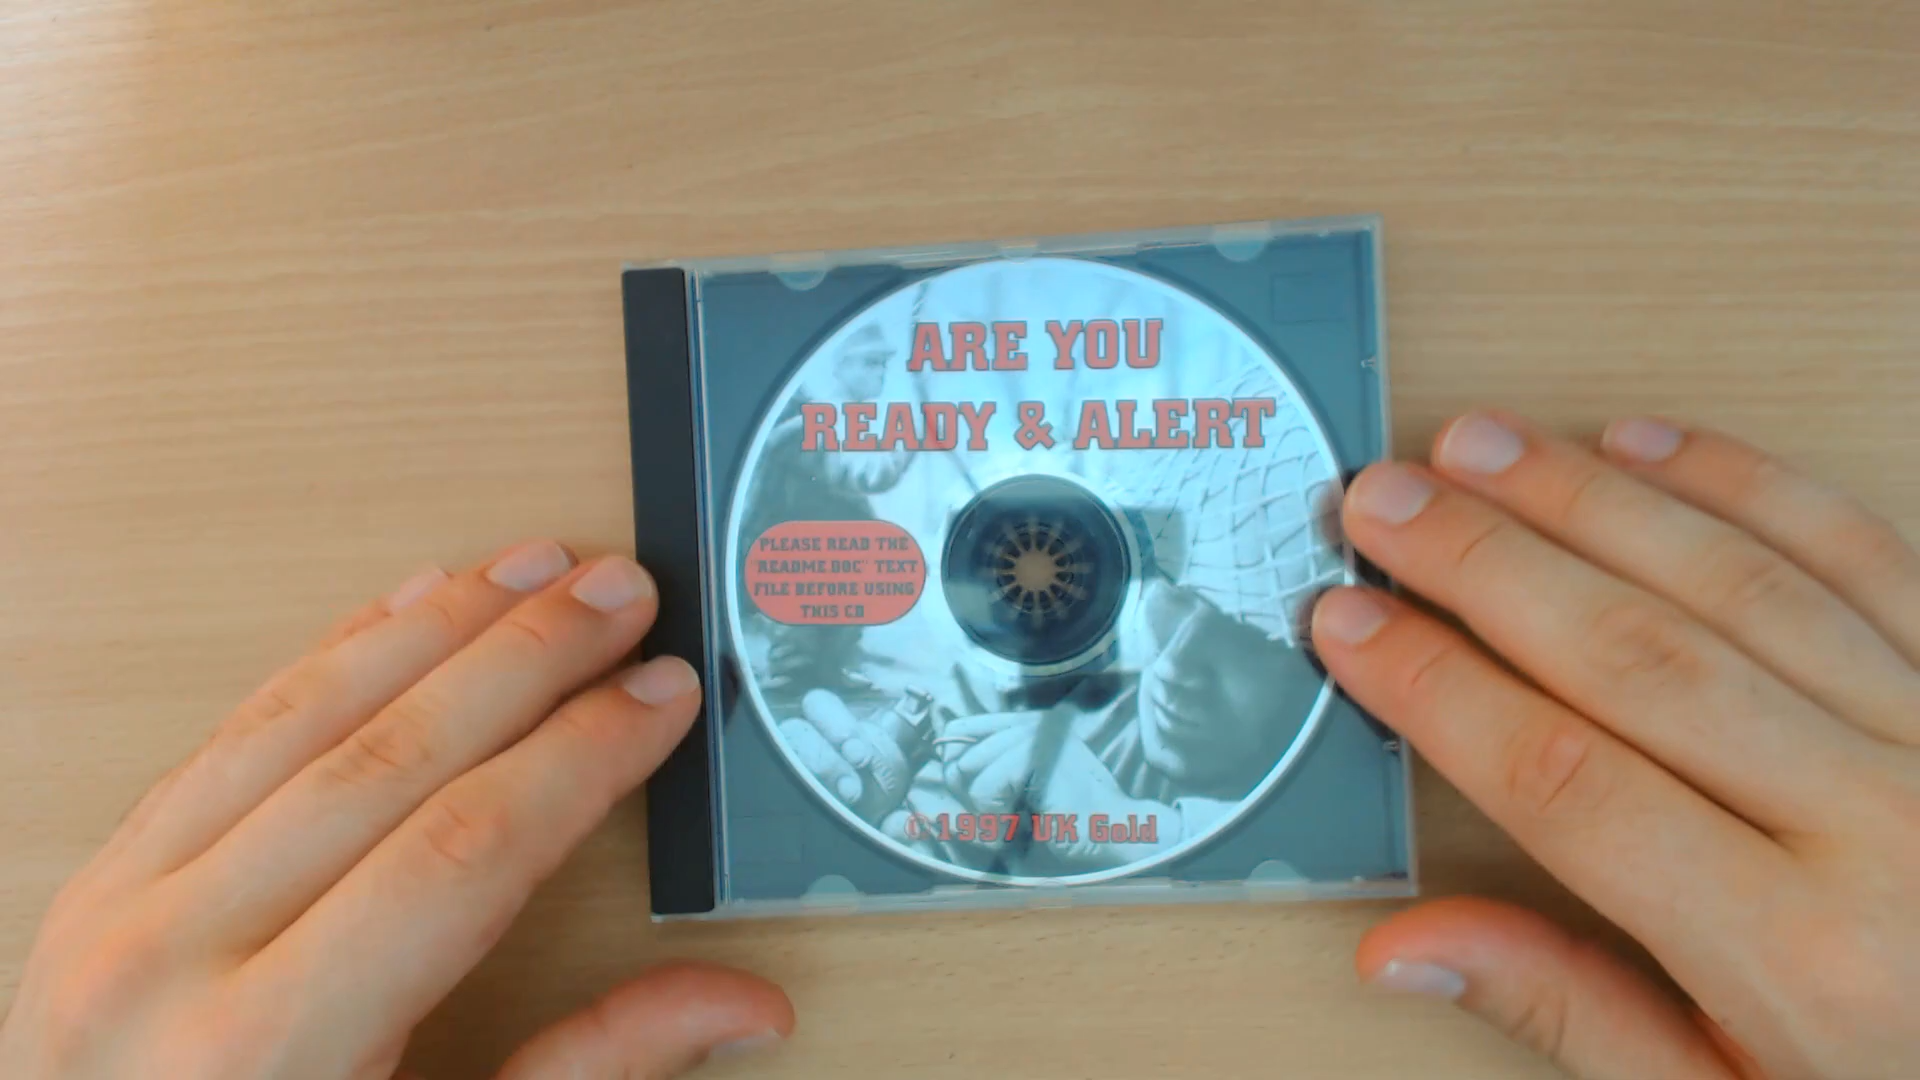 ARE YOU
READY & ALERT
PLEASE READ THE
"README.DOC" TEXT
FILE BEFORE USING
THIS CD
©1997 UK Gold